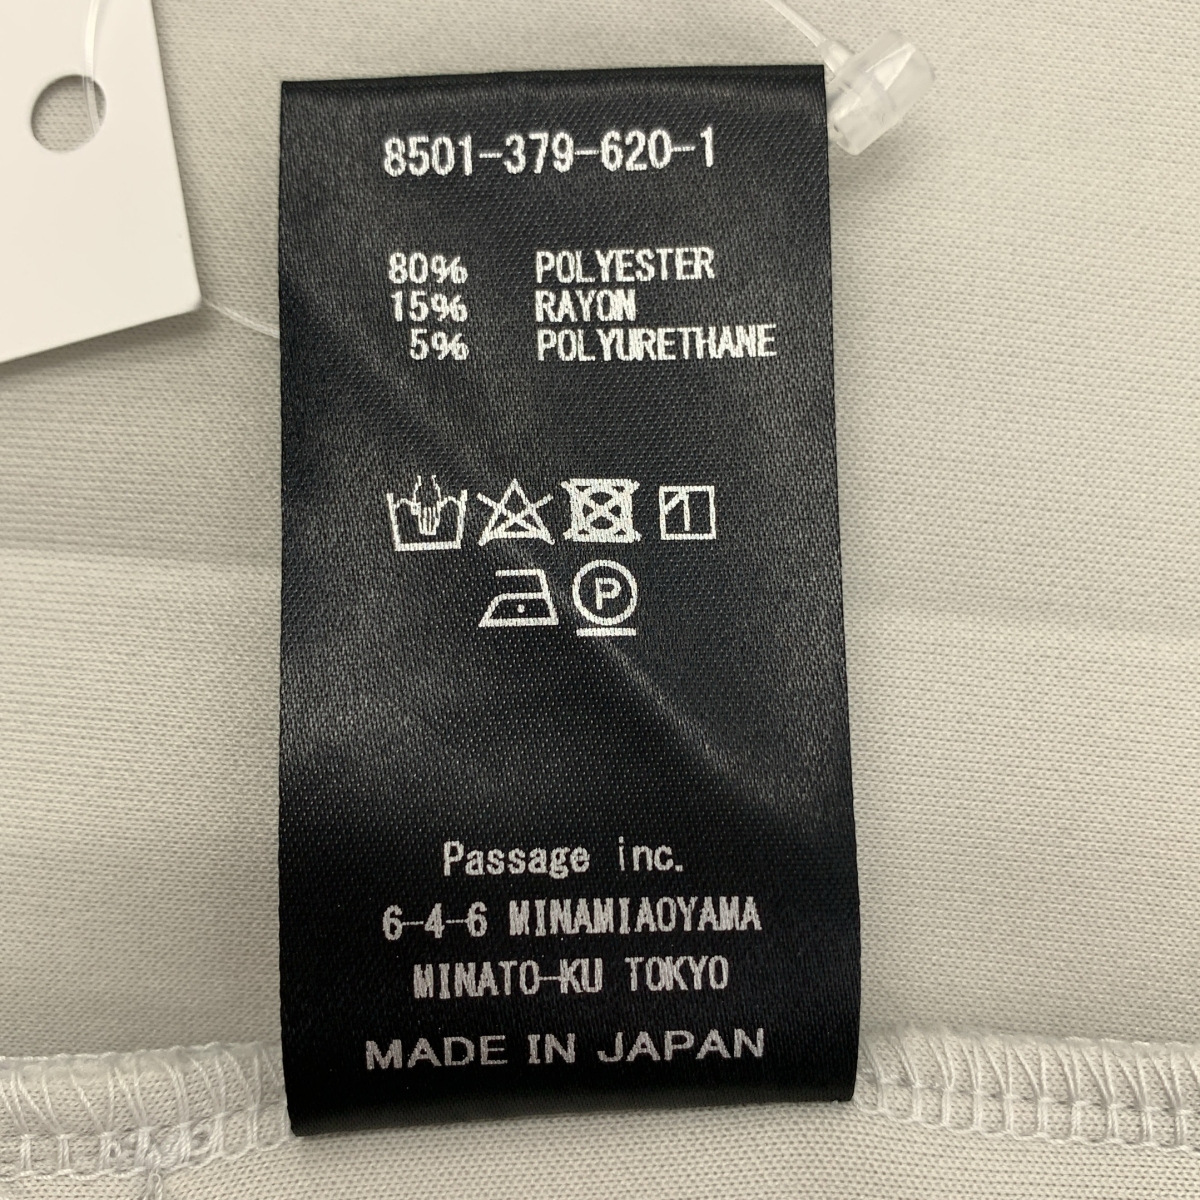 8501-379-620-1
80% POLYESTER
15% RAYON
5% POLYURETHANE
P
Passage inc.
6-4-6 MINAMIAOYAMA
MINATO-KU TOKYO
MADE IN JAPAN